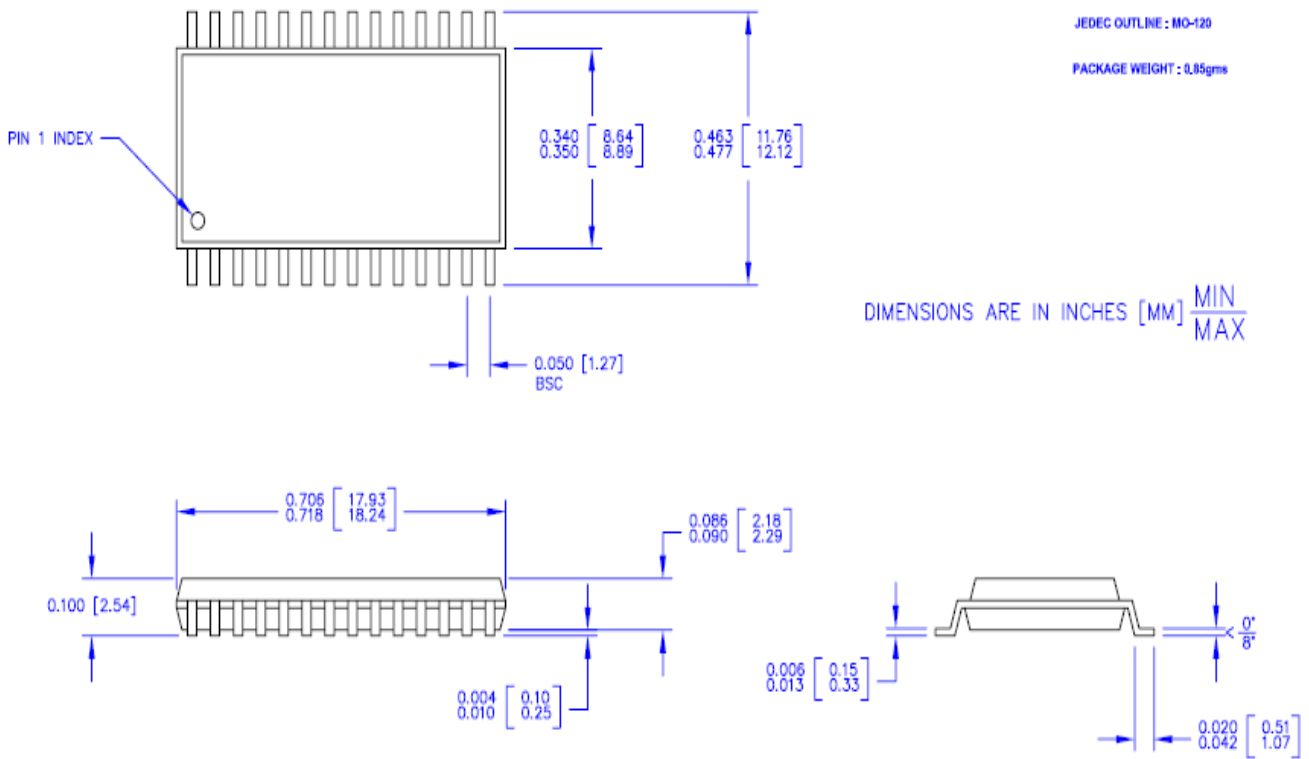 JEDEC OUTLINE : MO-120
PACKAGE WEIGHT : 0.85gms
PIN 1 INDEX
0.340 [ 8.64
0.350 [ 8.89 ]
0.463 [ 11.76
0.477 [ 12.12 ]
DIMENSIONS ARE IN INCHES [MM] MIN
MAX
0.050 [1.27]
BSC
0.706 [ 17.93
0.718 [ 18.24 ]
0.086 [ 2.18
0.090 [ 2.29 ]
0.100 [2.54]
0.004 [ 0.10
0.010 [ 0.25 ]
0.006 [ 0.15
0.013 [ 0.33 ]
0°
8°
0.020 [ 0.51
0.042 [ 1.07 ]